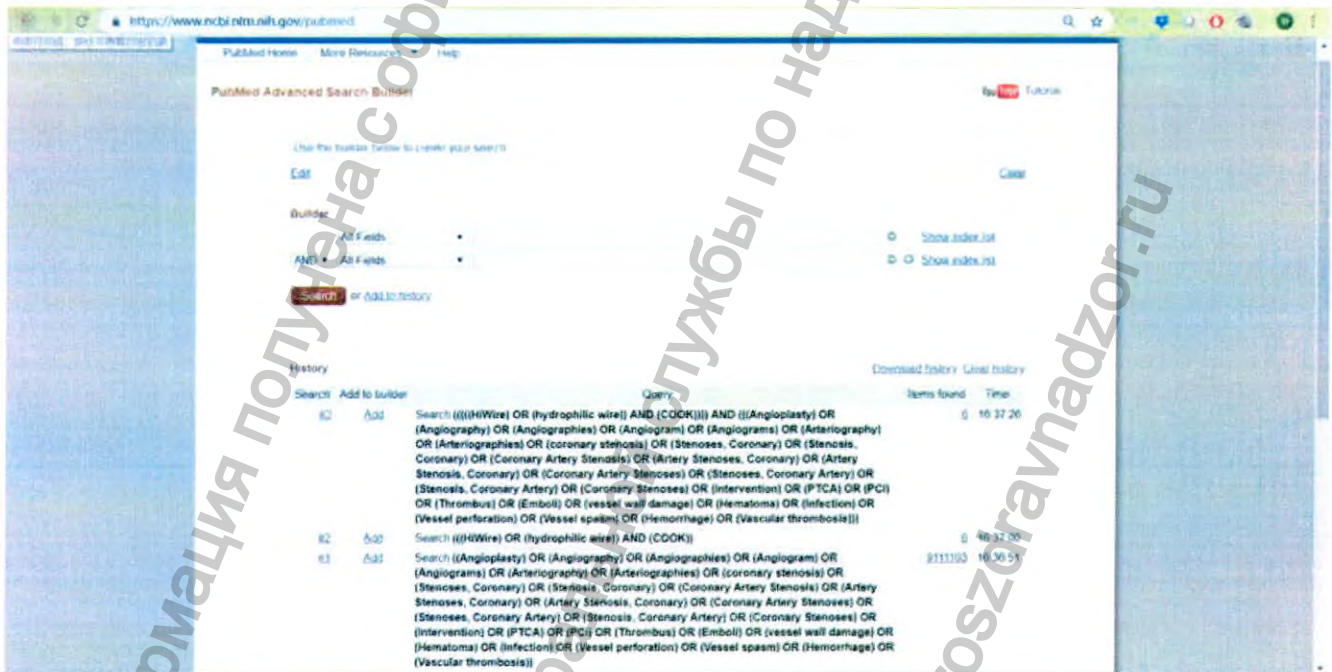 https://www.ncbi.nlm.nih.gov/pubmed
PubMed Home More Resources Help
PubMed Advanced Search Builder
You Tube Tutorial
Use the builder below to create your search
Edit Clear
Builder
All Fields Show index list
AND All Fields Show index list
Search or Add to history
History Download history Clear history
Search Add to builder Query Items found Time
Add Search (((((HiWire) OR (hydrophilic wire)) AND (COOK)))) AND (((Angioplasty) OR 16:37:26
(Angiography) OR (Angiographies) OR (Angiogram) OR (Angiograms) OR (Arteriography)
OR (Arteriographies) OR (coronary stenosis) OR (Stenoses, Coronary) OR (Stenosis,
Coronary) OR (Coronary Artery Stenosis) OR (Artery Stenoses, Coronary) OR (Artery
Stenosis, Coronary) OR (Coronary Artery Stenoses) OR (Stenoses, Coronary Artery) OR
(Stenosis, Coronary Artery) OR (Coronary Stenoses) OR (Intervention) OR (PTCA) OR (PCI)
OR (Thrombus) OR (Emboli) OR (vessel wall damage) OR (Hematoma) OR (Infection) OR
(Vessel perforation) OR (Vessel spasm) OR (Hemorrhage) OR (Vascular thrombosis)))
#2 Add Search (((HiWire) OR (hydrophilic wire)) AND (COOK))
#1 Add Search ((Angioplasty) OR (Angiography) OR (Angiographies) OR (Angiogram) OR 16:36:51
(Angiograms) OR (Arteriography) OR (Arteriographies) OR (coronary stenosis) OR
(Stenoses, Coronary) OR (Stenosis, Coronary) OR (Coronary Artery Stenosis) OR (Artery
Stenoses, Coronary) OR (Artery Stenosis, Coronary) OR (Coronary Artery Stenoses) OR
(Stenoses, Coronary Artery) OR (Stenosis, Coronary Artery) OR (Coronary Stenoses) OR
(Intervention) OR (PTCA) OR (PCI) OR (Thrombus) OR (Emboli) OR (vessel wall damage) OR
(Hematoma) OR (Infection) OR (Vessel perforation) OR (Vessel spasm) OR (Hemorrhage) OR
(Vascular thrombosis))
получена с
службы по
roszdravnadzor.ru